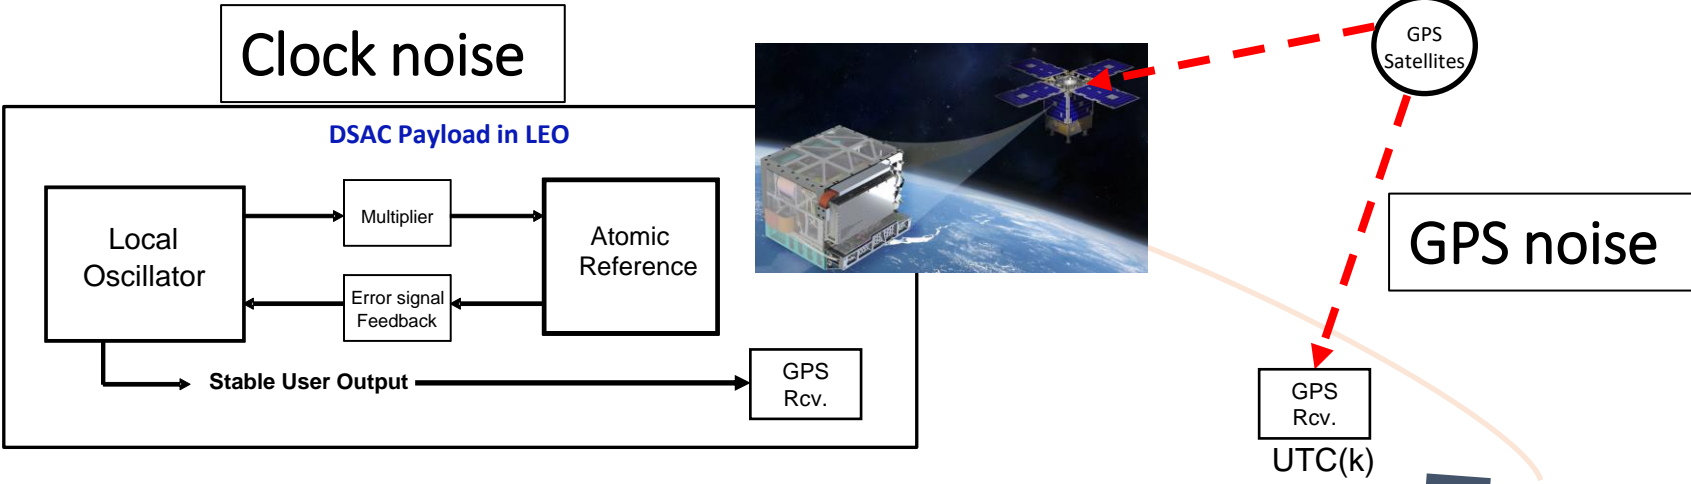 Clock noise
DSAC Payload in LEO
Local
Oscillator
Multiplier
Error signal
Feedback
Atomic
Reference
Stable User Output
GPS
Rcv.
GPS
Satellites
GPS noise
GPS
Rcv.
UTC(k)